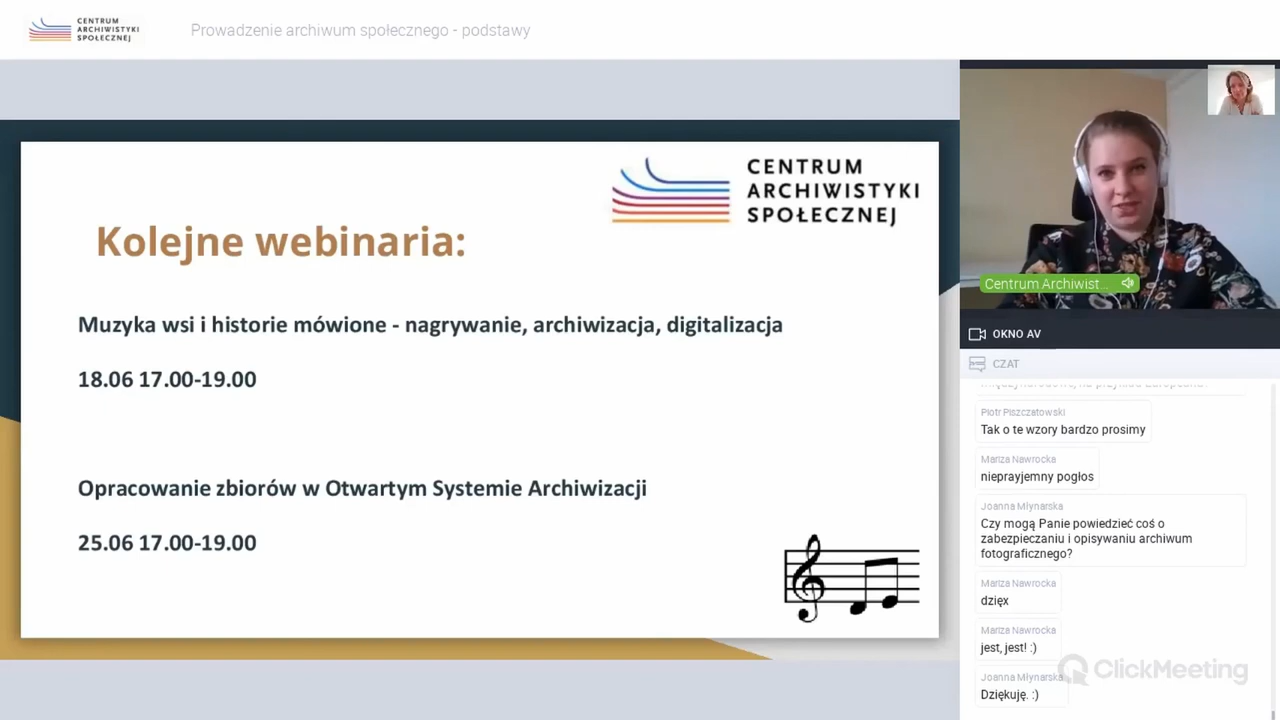 CENTRUM
ARCHIWISTYKI
SPOŁECZNEJ
Prowadzenie archiwum społecznego - podstawy
CENTRUM
ARCHIWISTYKI
SPOŁECZNEJ
Kolejne webinaria:
Muzyka wsi i historie mówione - nagrywanie, archiwizacja, digitalizacja
18.06 17.00-19.00
Opracowanie zbiorów w Otwartym Systemie Archiwizacji
25.06 17.00-19.00
Centrum Archiwist...
OKNO AV
CZAT
Piotr Piszczatowski
Tak o te wzory bardzo prosimy
Mariza Nawrocka
nieprayjemny pogłos
Joanna Młynarska
Czy mogą Panie powiedzieć coś o
zabezpieczaniu i opisywaniu archiwum
fotograficznego?
Mariza Nawrocka
dzięx
Mariza Nawrocka
jest, jest! :)
Joanna Młynarska
Dziękuję. :)
ClickMeeting